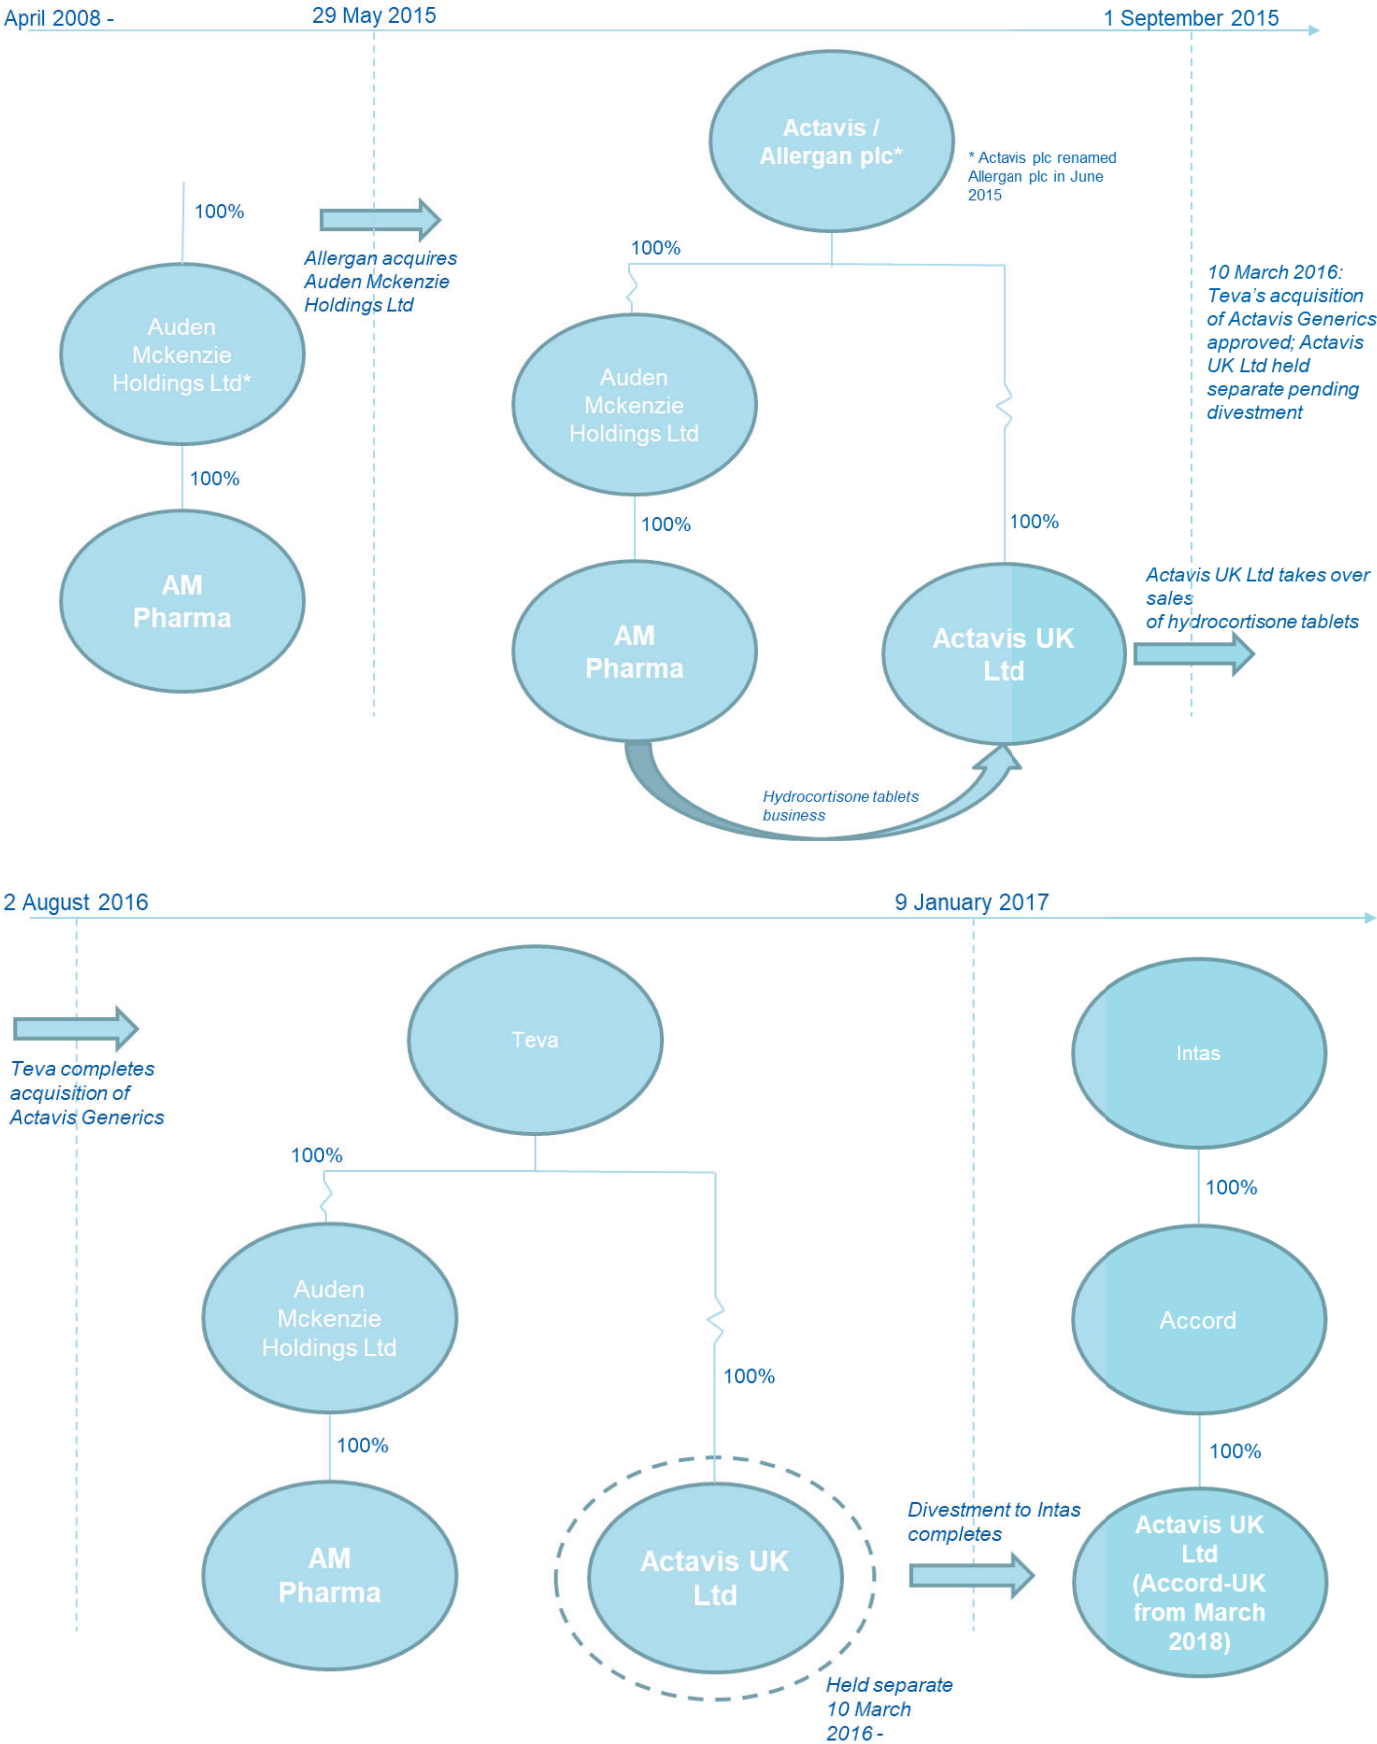 April 2008 -
29 May 2015
1 September 2015
Actavis /
Allergan plc*
* Actavis plc renamed
Allergan plc in June
2015
100%
Allergan acquires
Auden Mckenzie
Holdings Ltd
100%
10 March 2016:
Teva's acquisition
of Actavis Generics
approved; Actavis
UK Ltd held
separate pending
divestment
Auden
Mckenzie
Holdings Ltd*
Auden
Mckenzie
Holdings Ltd
100%
100%
100%
AM
Pharma
AM
Pharma
Actavis UK
Ltd
Actavis UK Ltd takes over
sales
of hydrocortisone tablets
Hydrocortisone tablets
business
2 August 2016
9 January 2017
Teva completes
acquisition of
Actavis Generics
Teva
Intas
100%
100%
Auden
Mckenzie
Holdings Ltd
Accord
100%
100%
100%
AM
Pharma
Actavis UK
Ltd
Divestment to Intas
completes
Actavis UK
Ltd
(Accord-UK
from March
2018)
Held separate
10 March
2016 -